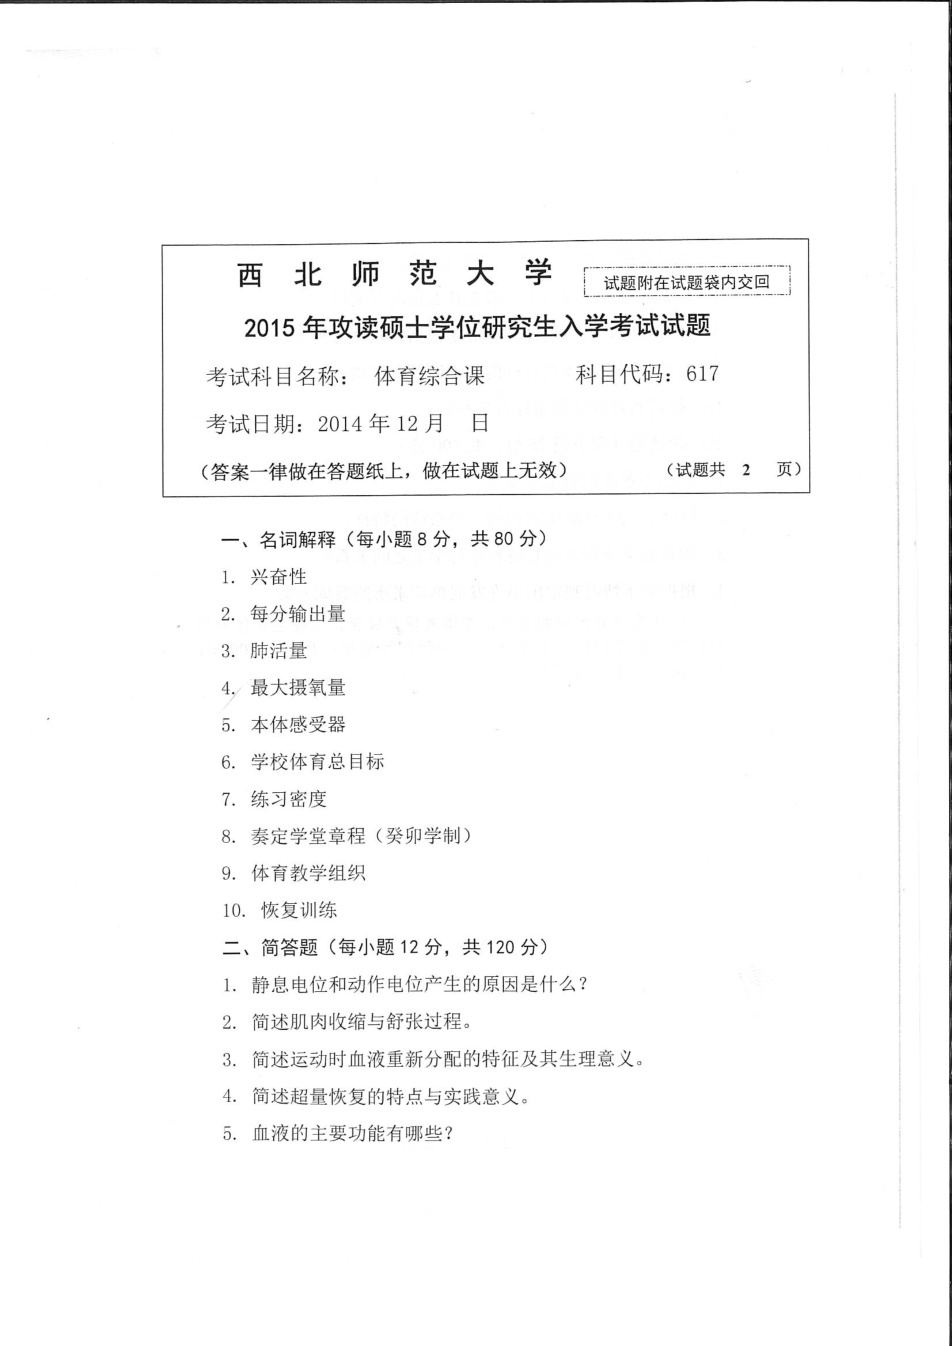 西 北 师 范 大 学
试题附在试题袋内交回
2015 年攻读硕士学位研究生入学考试试题
考试科目名称： 体育综合课 科目代码：617
考试日期：2014 年 12 月 日
（答案一律做在答题纸上，做在试题上无效） （试题共 2 页）
一、名词解释（每小题 8 分，共 80 分）
1. 兴奋性
2. 每分输出量
3. 肺活量
4. 最大摄氧量
5. 本体感受器
6. 学校体育总目标
7. 练习密度
8. 奏定学堂章程（癸卯学制）
9. 体育教学组织
10. 恢复训练
二、简答题（每小题 12 分，共 120 分）
1. 静息电位和动作电位产生的原因是什么？
2. 简述肌肉收缩与舒张过程。
3. 简述运动时血液重新分配的特征及其生理意义。
4. 简述超量恢复的特点与实践意义。
5. 血液的主要功能有哪些？